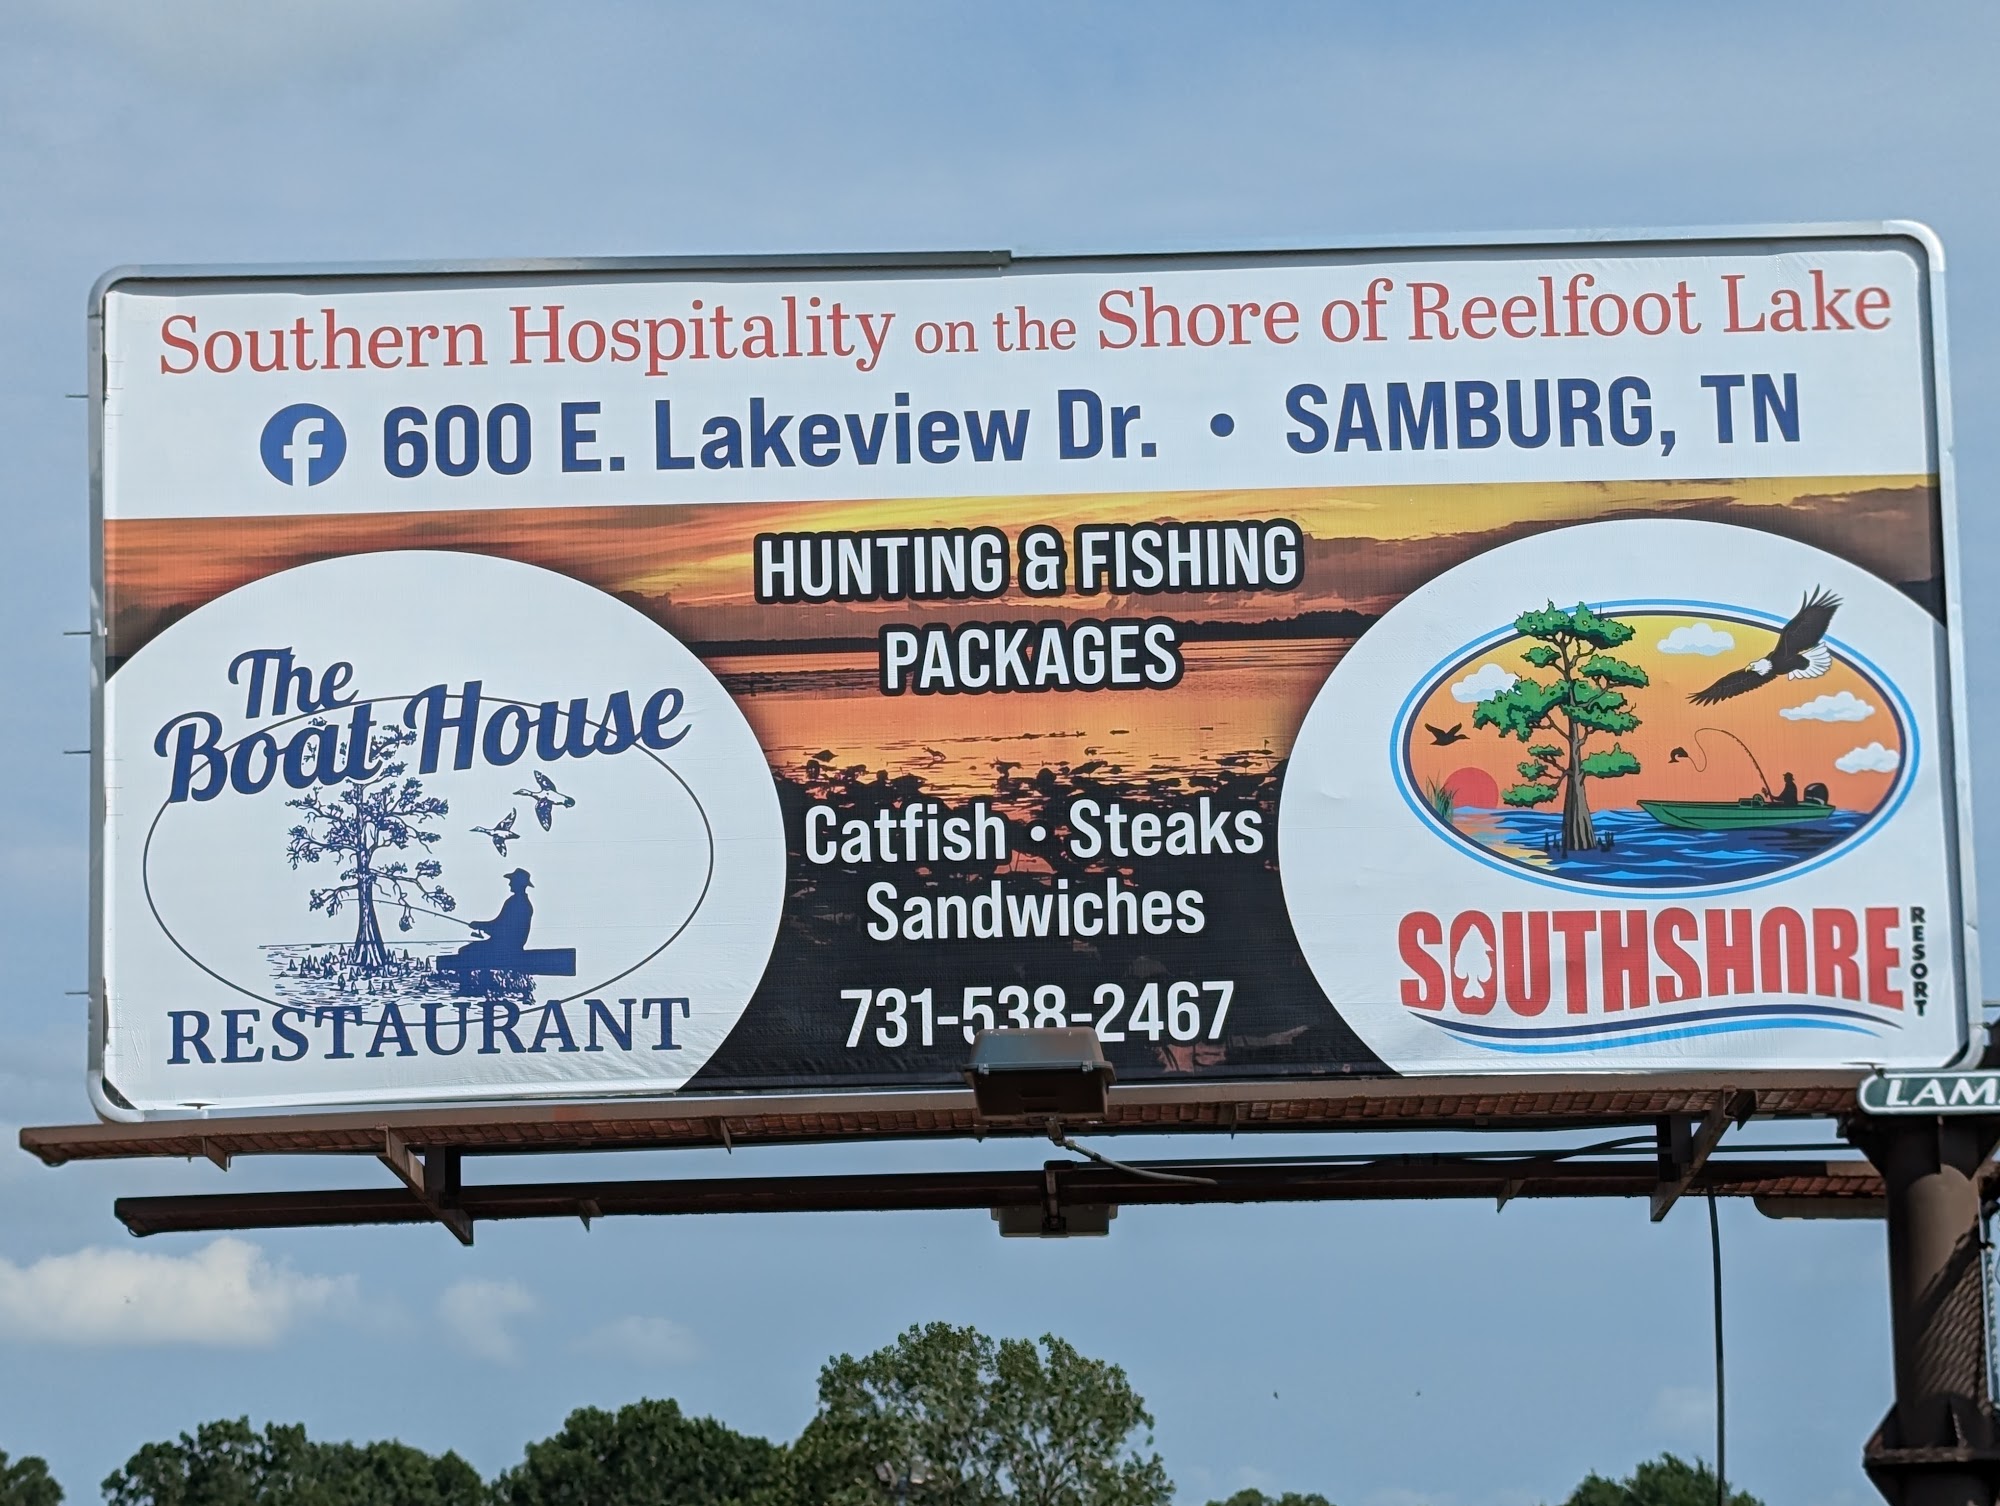 Southern Hospitality on the Shore of Reelfoot Lake
600 E. Lakeview Dr. • SAMBURG, TN
HUNTING & FISHING
PACKAGES
The
Boat House
RESTAURANT
Catfish • Steaks
Sandwiches
731-538-2467
SOUTHSHORE
RESORT